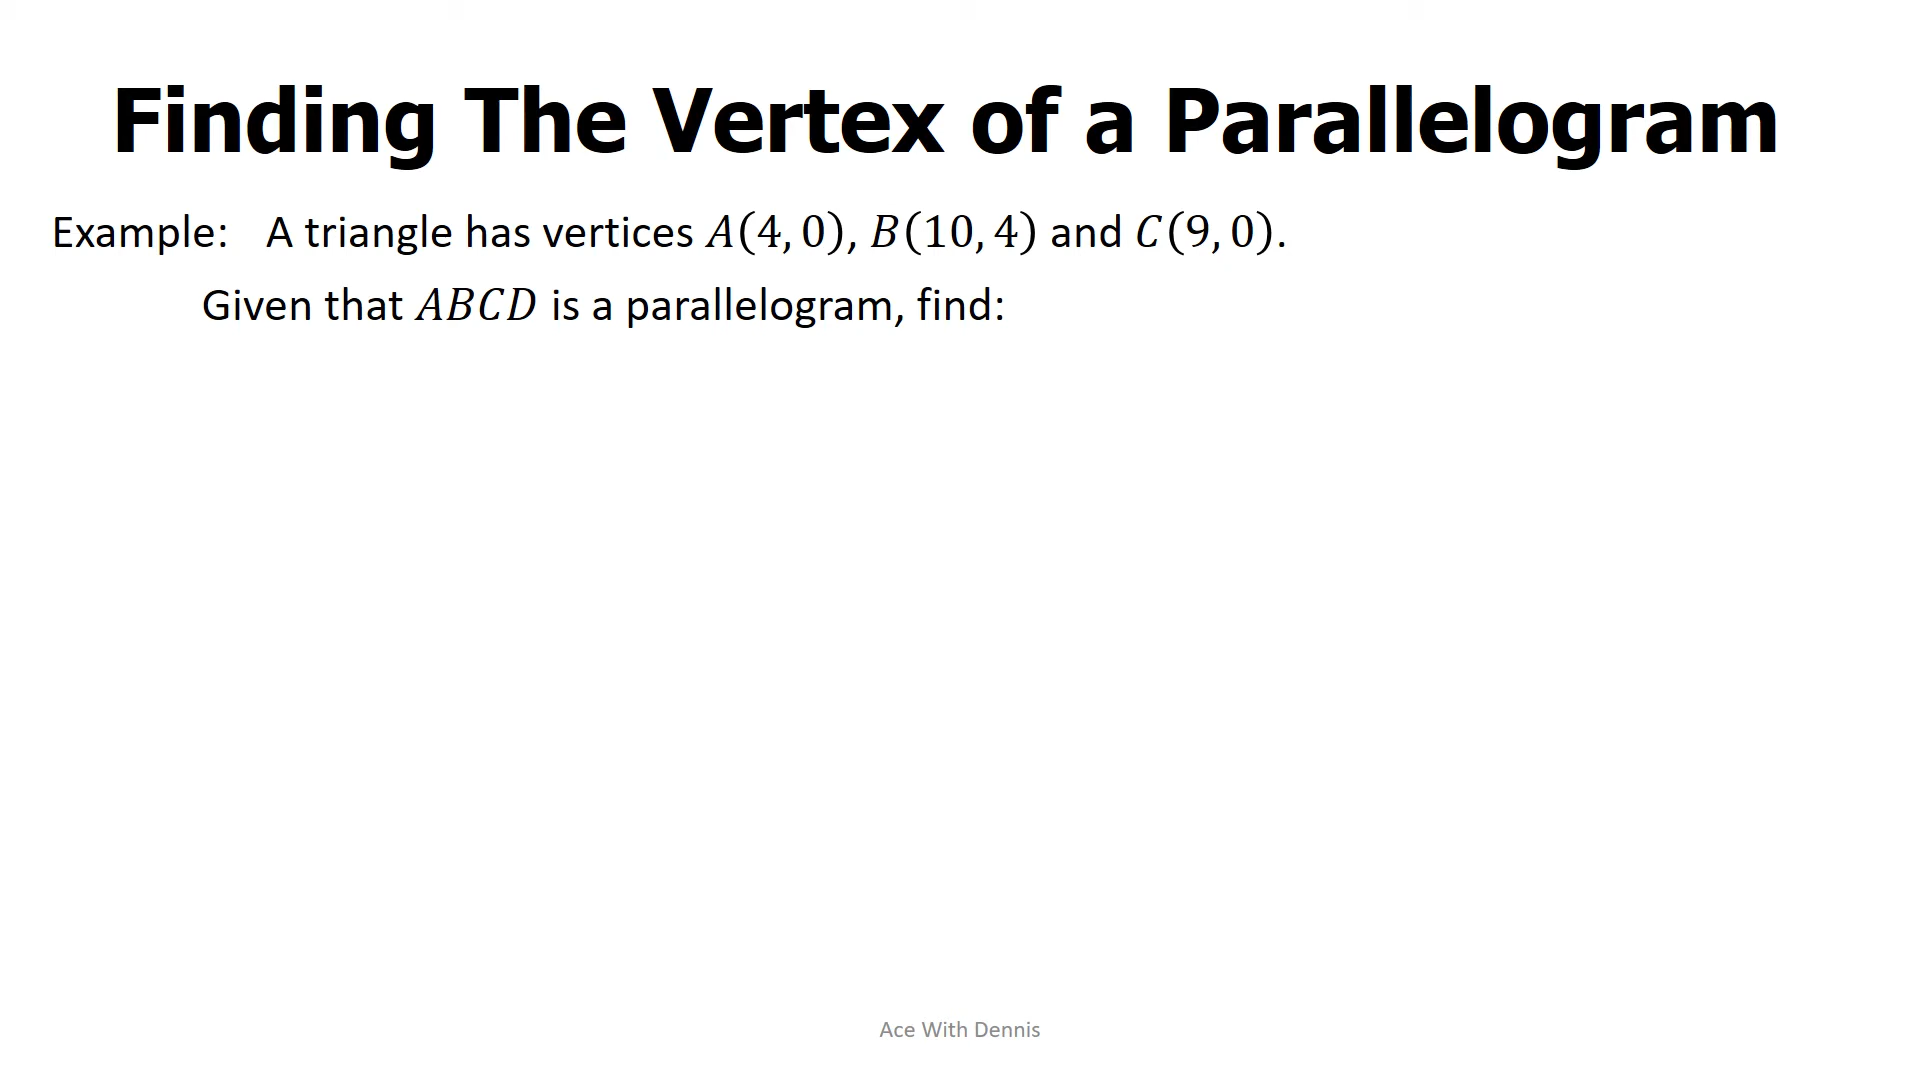 Finding The Vertex of a Parallelogram
Example: A triangle has vertices A(4, 0), B(10, 4) and C(9, 0).
Given that ABCD is a parallelogram, find:
Ace With Dennis